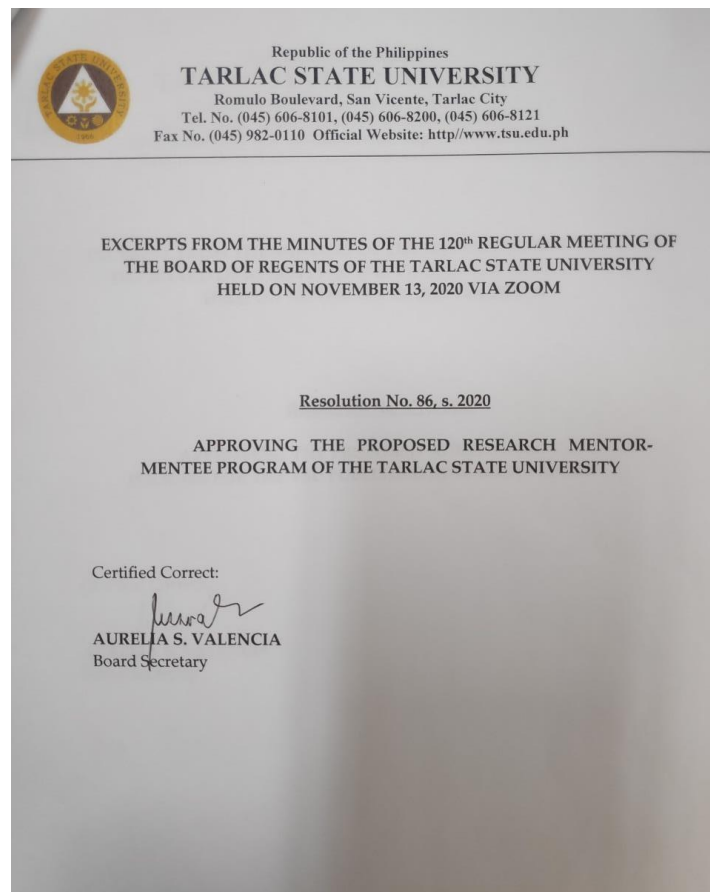 TARLAC STATE UNIVERSITY
1906
Republic of the Philippines
TARLAC STATE UNIVERSITY
Romulo Boulevard, San Vicente, Tarlac City
Tel. No. (045) 606-8101, (045) 606-8200, (045) 606-8121
Fax No. (045) 982-0110 Official Website: http//www.tsu.edu.ph
EXCERPTS FROM THE MINUTES OF THE 120th REGULAR MEETING OF
THE BOARD OF REGENTS OF THE TARLAC STATE UNIVERSITY
HELD ON NOVEMBER 13, 2020 VIA ZOOM
Resolution No. 86, s. 2020
APPROVING THE PROPOSED RESEARCH MENTOR-
MENTEE PROGRAM OF THE TARLAC STATE UNIVERSITY
Certified Correct:
AURELIA S. VALENCIA
Board Secretary